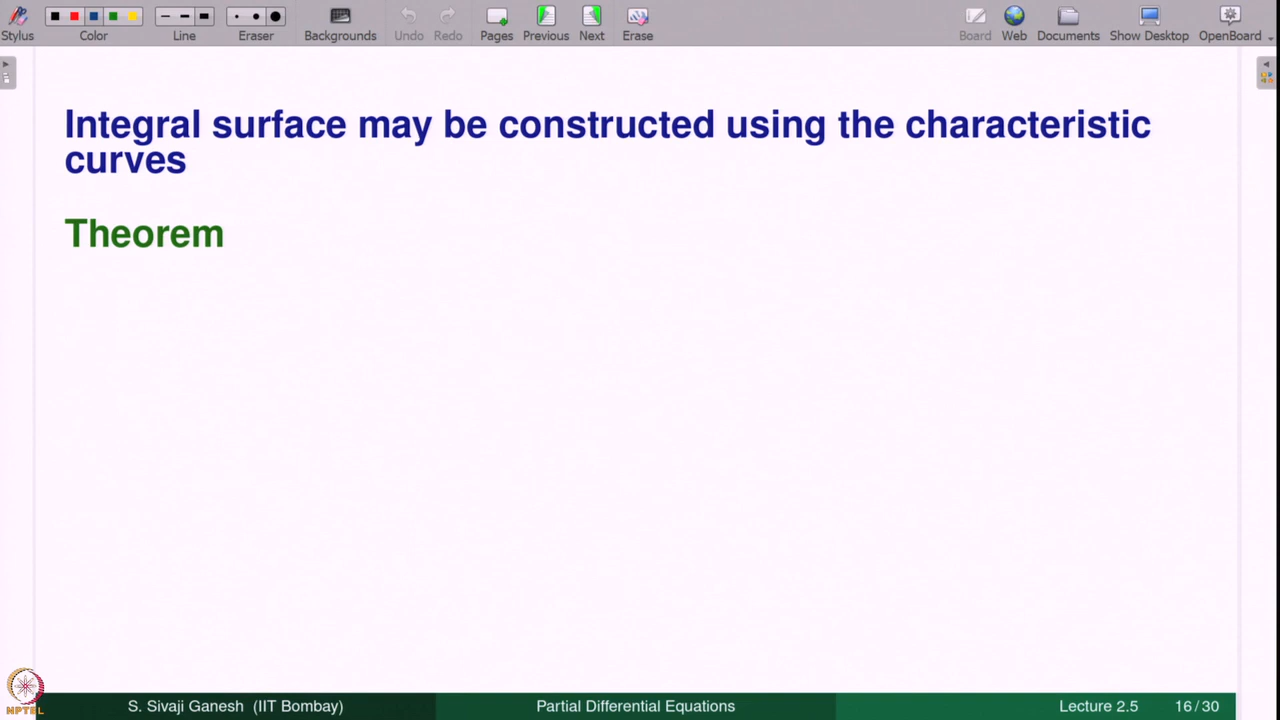 Stylus Color Line Eraser Backgrounds Undo Redo Pages Previous Next Erase Board Web Documents Show Desktop OpenBoard
Integral surface may be constructed using the characteristic
curves
Theorem
NPTEL
S. Sivaji Ganesh (IIT Bombay) Partial Differential Equations Lecture 2.5 16 / 30